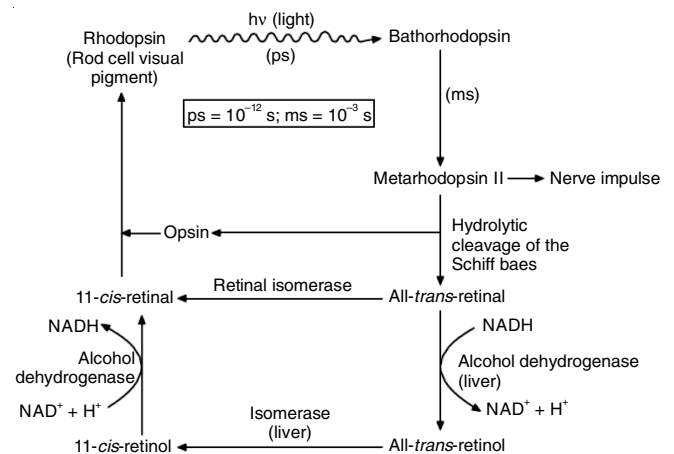 hν (light)
Rhodopsin
(Rod cell visual
pigment)
(ps)
Bathorhodopsin
(ms)
ps = 10⁻¹² s; ms = 10⁻³ s
Metarhodopsin II
Nerve impulse
Opsin
Hydrolytic
cleavage of the
Schiff baes
11-cis-retinal
Retinal isomerase
All-trans-retinal
NADH
Alcohol
dehydrogenase
NAD⁺ + H⁺
NADH
Alcohol dehydrogenase
(liver)
NAD⁺ + H⁺
11-cis-retinol
Isomerase
(liver)
All-trans-retinol